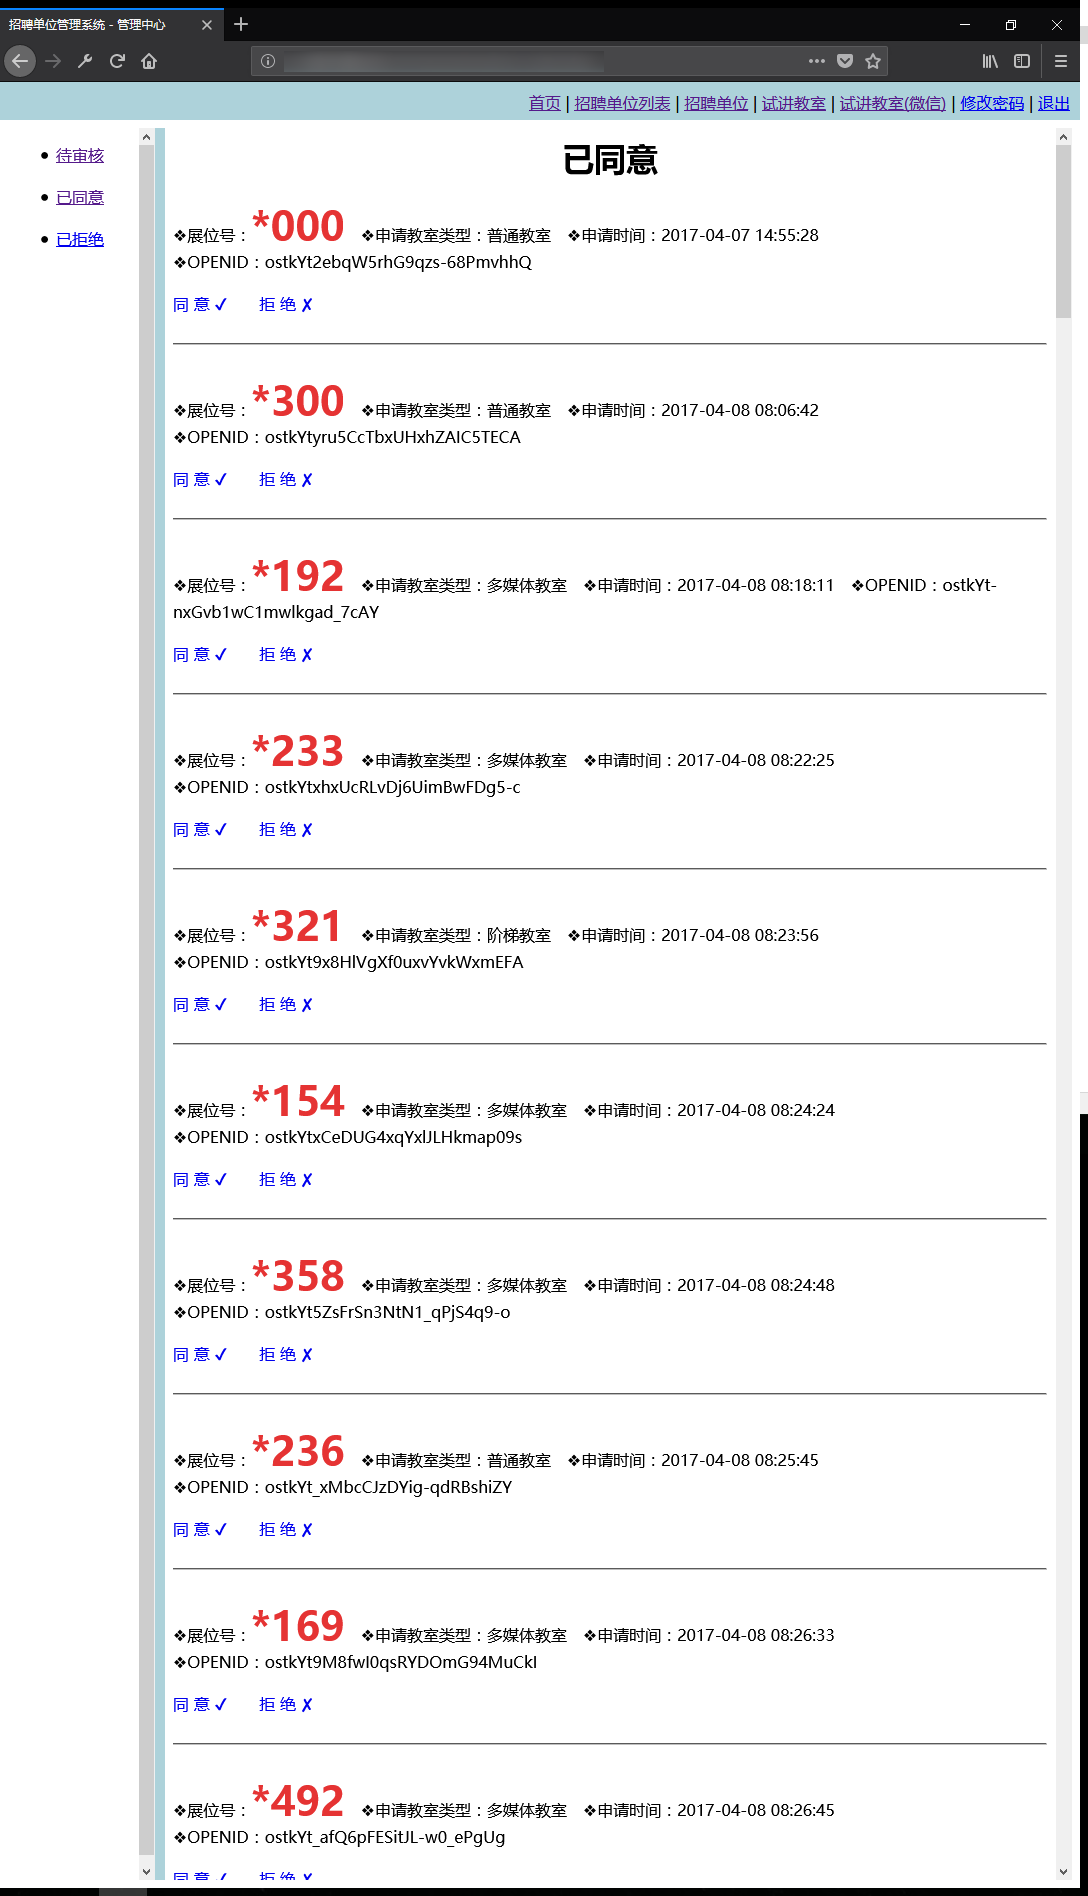 招聘单位管理系统 - 管理中心
首页 | 招聘单位列表 | 招聘单位 | 试讲教室 | 试讲教室(微信) | 修改密码 | 退出
待审核
已同意
已拒绝
已同意
❖展位号：*000 ❖申请教室类型：普通教室 ❖申请时间：2017-04-07 14:55:28
❖OPENID：ostkYt2ebqW5rhG9qzs-68PmvhhQ
同 意 ✓ 拒 绝 ✗
❖展位号：*300 ❖申请教室类型：普通教室 ❖申请时间：2017-04-08 08:06:42
❖OPENID：ostkYtyru5CcTbxUHxhZAIC5TECA
同 意 ✓ 拒 绝 ✗
❖展位号：*192 ❖申请教室类型：多媒体教室 ❖申请时间：2017-04-08 08:18:11 ❖OPENID：ostkYt-
nxGvb1wC1mwlkgad_7cAY
同 意 ✓ 拒 绝 ✗
❖展位号：*233 ❖申请教室类型：多媒体教室 ❖申请时间：2017-04-08 08:22:25
❖OPENID：ostkYtxhxUcRLvDj6UimBwFDg5-c
同 意 ✓ 拒 绝 ✗
❖展位号：*321 ❖申请教室类型：阶梯教室 ❖申请时间：2017-04-08 08:23:56
❖OPENID：ostkYt9x8HlVgXf0uxvYvkWxmEFA
同 意 ✓ 拒 绝 ✗
❖展位号：*154 ❖申请教室类型：多媒体教室 ❖申请时间：2017-04-08 08:24:24
❖OPENID：ostkYtxCeDUG4xqYxlJLHkmap09s
同 意 ✓ 拒 绝 ✗
❖展位号：*358 ❖申请教室类型：多媒体教室 ❖申请时间：2017-04-08 08:24:48
❖OPENID：ostkYt5ZsFrSn3NtN1_qPjS4q9-o
同 意 ✓ 拒 绝 ✗
❖展位号：*236 ❖申请教室类型：普通教室 ❖申请时间：2017-04-08 08:25:45
❖OPENID：ostkYt_xMbcCJzDYig-qdRBshiZY
同 意 ✓ 拒 绝 ✗
❖展位号：*169 ❖申请教室类型：多媒体教室 ❖申请时间：2017-04-08 08:26:33
❖OPENID：ostkYt9M8fwI0qsRYDOmG94MuCkI
同 意 ✓ 拒 绝 ✗
❖展位号：*492 ❖申请教室类型：多媒体教室 ❖申请时间：2017-04-08 08:26:45
❖OPENID：ostkYt_afQ6pFESitJL-w0_ePgUg
同 意 ✓ 拒 绝 ✗